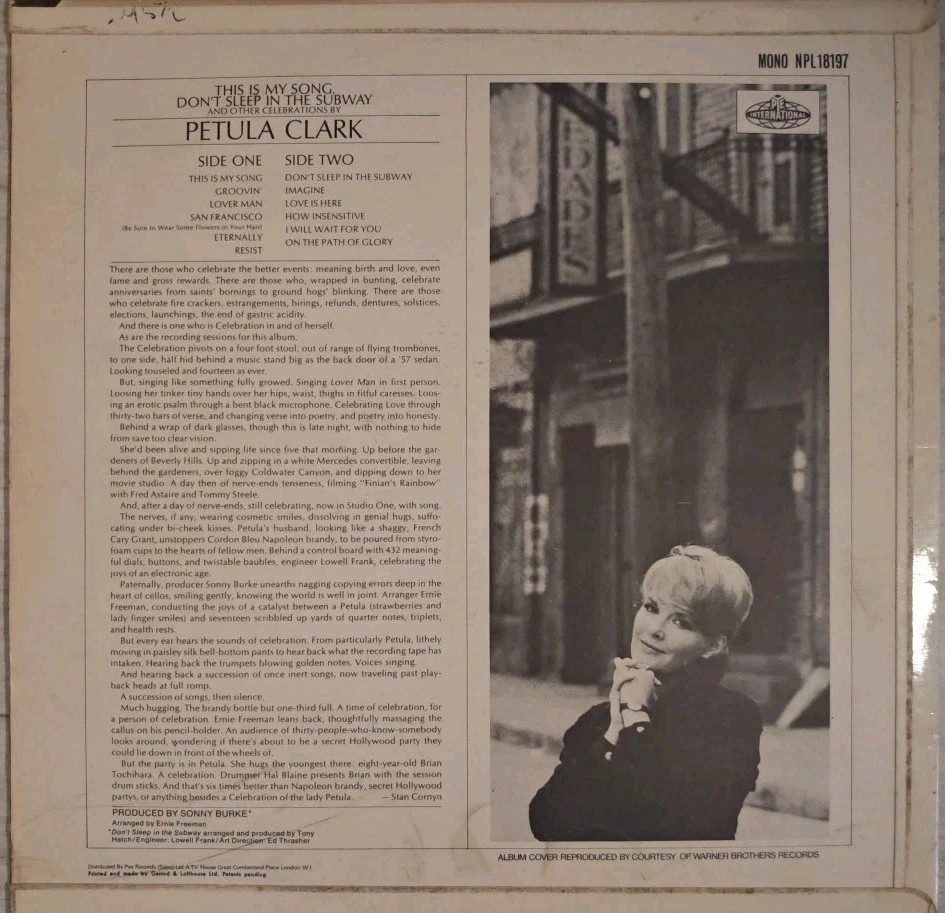 MONO NPL18197
THIS IS MY SONG,
DON'T SLEEP IN THE SUBWAY
AND OTHER CELEBRATIONS BY
PETULA CLARK
SIDE ONE
THIS IS MY SONG
GROOVIN'
LOVER MAN
SAN FRANCISCO
(Be Sure to Wear Some Flowers in Your Hair)
ETERNALLY
RESIST
SIDE TWO
DON'T SLEEP IN THE SUBWAY
IMAGINE
LOVE IS HERE
HOW INSENSITIVE
I WILL WAIT FOR YOU
ON THE PATH OF GLORY
There are those who celebrate the better events: meaning birth and love, even
fame and gross rewards. There are those who, wrapped in bunting, celebrate
anniversaries from saints' bornings to ground hogs' blinking. There are those
who celebrate fire crackers, estrangements, hirings, refunds, dentures, solstices,
elections, launchings, the end of gastric acidity.
And there is one who is Celebration in and of herself.
As are the recording sessions for this album.
The Celebration pivots on a four foot stool, out of range of flying trombones,
to one side, half hid behind a music stand big as the back door of a '57 sedan.
Looking touseled and fourteen as ever.
But, singing like something fully growed. Singing Lover Man in first person.
Loosing her tinker tiny hands over her hips, waist, thighs in fitful caresses. Loos-
ing an erotic psalm through a bent black microphone. Celebrating Love through
thirty-two bars of verse, and changing verse into poetry, and poetry into honesty.
Behind a wrap of dark glasses, though this is late night, with nothing to hide
from save too clear vision.
She'd been alive and sipping life since five that morning. Up before the gar-
deners of Beverly Hills. Up and zipping in a white Mercedes convertible, leaving
behind the gardeners, over foggy Coldwater Canyon, and dipping down to her
movie studio. A day then of nerve-ends tenseness, filming "Finian's Rainbow"
with Fred Astaire and Tommy Steele.
And, after a day of nerve-ends, still celebrating, now in Studio One, with song.
The nerves, if any, wearing cosmetic smiles, dissolving in genial hugs, suffo-
cating under bi-cheek kisses. Petula's husband, looking like a shaggy, French
Cary Grant, unstoppers Cordon Bleu Napoleon brandy, to be poured from styro-
foam cups to the hearts of fellow men. Behind a control board with 432 meaning-
ful dials, buttons, and twistable baubles, engineer Lowell Frank, celebrating the
joys of an electronic age.
Paternally, producer Sonny Burke unearths nagging copying errors deep in the
heart of cellos, smiling gently, knowing the world is well in joint. Arranger Ernie
Freeman, conducting the joys of a catalyst between a Petula (strawberries and
lady finger smiles) and seventeen scribbled up yards of quarter notes, triplets,
and health rests.
But every ear hears the sounds of celebration. From particularly Petula, lithely
moving in paisley silk bell-bottom pants to hear back what the recording tape has
intaken. Hearing back the trumpets blowing golden notes. Voices singing.
And hearing back a succession of once inert songs, now traveling past play-
back heads at full romp.
A succession of songs, then silence.
Much hugging. The brandy bottle but one-third full. A time of celebration, for
a person of celebration. Ernie Freeman leans back, thoughtfully massaging the
callus on his pencil-holder. An audience of thirty-people-who-know-somebody
looks around, wondering if there's about to be a secret Hollywood party they
could lie down in front of the wheels of.
But the party is in Petula. She hugs the youngest there: eight-year-old Brian
Tochihara. A celebration. Drummer Hal Blaine presents Brian with the session
drum sticks. And that's six times better than Napoleon brandy, secret Hollywood
partys, or anything besides a Celebration of the lady Petula. — Stan Cornyn
PRODUCED BY SONNY BURKE*
Arranged by Ernie Freeman
*Don't Sleep in the Subway arranged and produced by Tony
Hatch/Engineer: Lowell Frank/Art Direction: Ed Thrasher
PYE
INTERNATIONAL
ALBUM COVER REPRODUCED BY COURTESY OF WARNER BROTHERS RECORDS
Distributed By Pye Records (Sales) Ltd. A.T.V. House Great Cumberland Place London W.1.
Printed and made by Garrod & Lofthouse Ltd. Patents pending